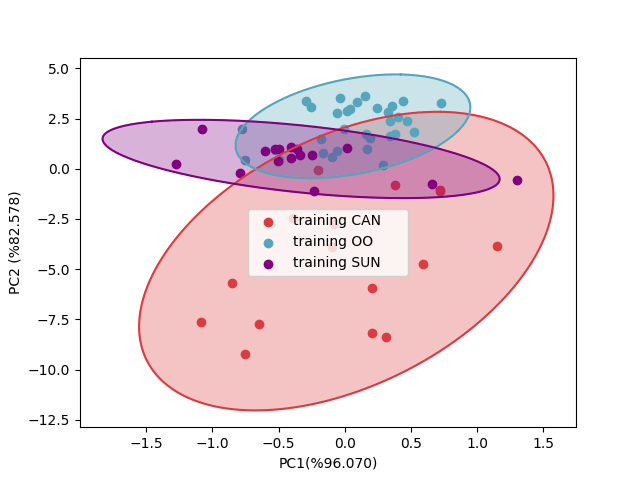 5.0
2.5
0.0
−2.5
−5.0
−7.5
−10.0
−12.5
PC2 (%82.578)
training CAN
training OO
training SUN
−1.5 −1.0 −0.5 0.0 0.5 1.0 1.5
PC1(%96.070)